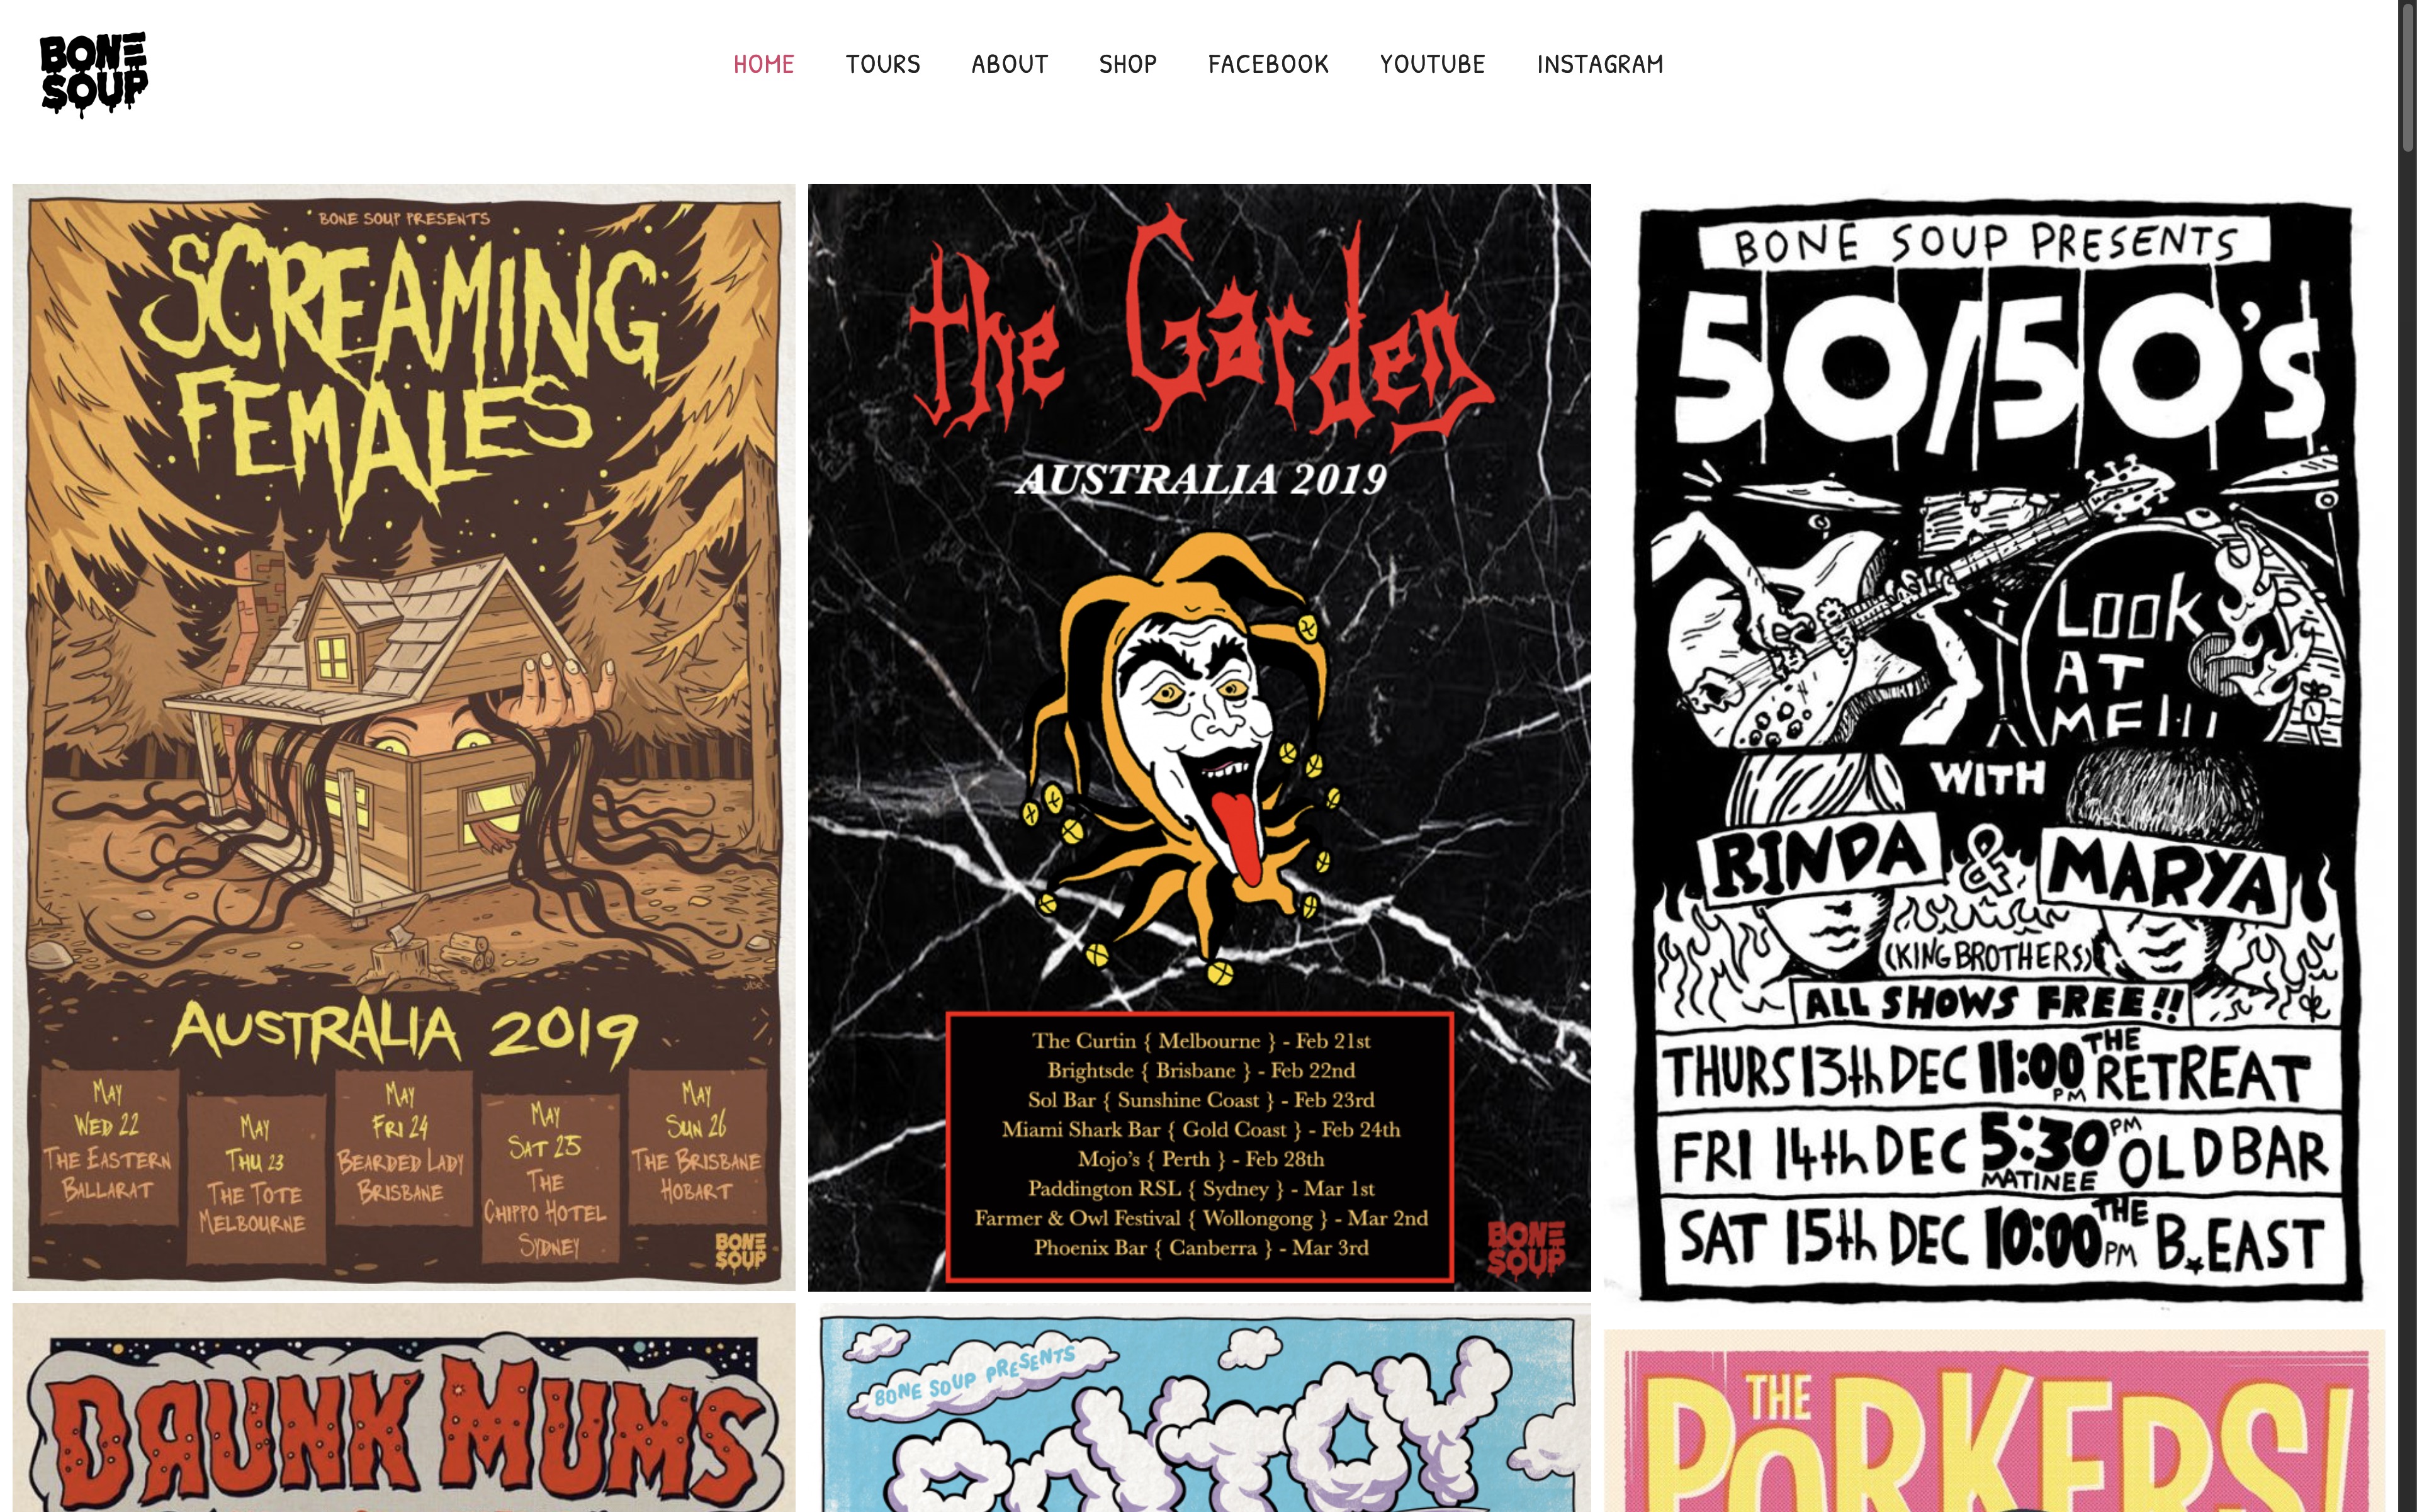 BONE
SOUP
HOME TOURS ABOUT SHOP FACEBOOK YOUTUBE INSTAGRAM
BONE SOUP PRESENTS
SCREAMING
FEMALES
AUSTRALIA 2019
MAY
WED 22
THE EASTERN
BALLARAT
MAY
THU 23
THE TOTE
MELBOURNE
MAY
FRI 24
BEARDED LADY
BRISBANE
MAY
SAT 25
THE
CHIPPO HOTEL
SYDNEY
MAY
SUN 26
THE BRISBANE
HOBART
BONE
SOUP
the Garden
AUSTRALIA 2019
The Curtin { Melbourne } - Feb 21st
Brightsde { Brisbane } - Feb 22nd
Sol Bar { Sunshine Coast } - Feb 23rd
Miami Shark Bar { Gold Coast } - Feb 24th
Mojo's { Perth } - Feb 28th
Paddington RSL { Sydney } - Mar 1st
Farmer & Owl Festival { Wollongong } - Mar 2nd
Phoenix Bar { Canberra } - Mar 3rd
BONE
SOUP
BONE SOUP PRESENTS
50/50's
LOOK
AT
ME!!!
WITH
RINDA & MARYA
(KING BROTHERS)
ALL SHOWS FREE!!
THURS 13th DEC 11:00 PM THE RETREAT
FRI 14th DEC 5:30 PM MATINEE OLD BAR
SAT 15th DEC 10:00 PM THE B.EAST
DRUNK MUMS
BONE SOUP PRESENTS
THE
PORKERS!